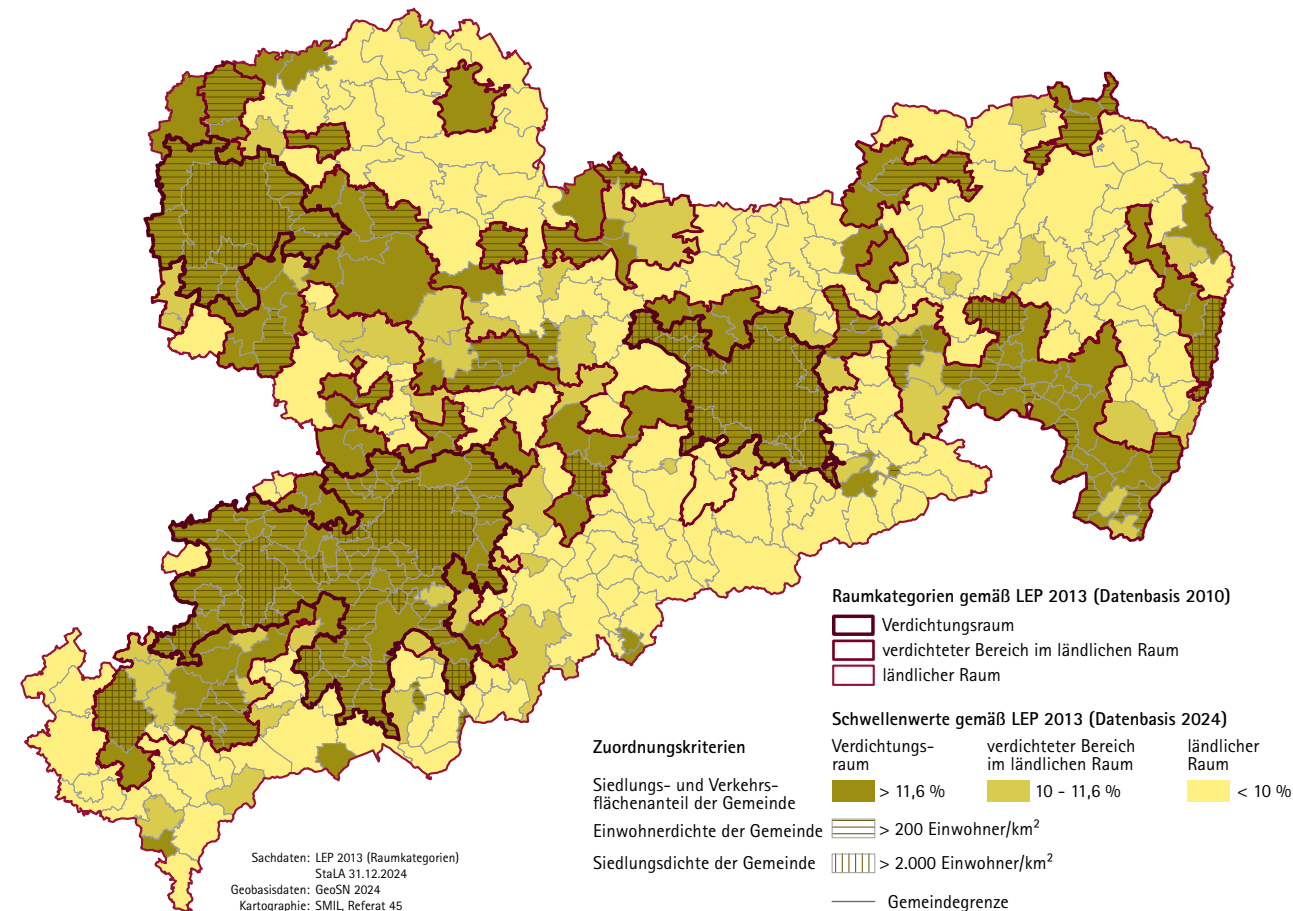 Raumkategorien gemäß LEP 2013 (Datenbasis 2010)
Verdichtungsraum
verdichteter Bereich im ländlichen Raum
ländlicher Raum
Schwellenwerte gemäß LEP 2013 (Datenbasis 2024)
Zuordnungskriterien
Verdichtungs-
raum
verdichteter Bereich
im ländlichen Raum
ländlicher
Raum
Siedlungs- und Verkehrs-
flächenanteil der Gemeinde
> 11,6 %
10 - 11,6 %
< 10 %
Einwohnerdichte der Gemeinde
> 200 Einwohner/km²
Siedlungsdichte der Gemeinde
> 2.000 Einwohner/km²
Gemeindegrenze
Sachdaten: LEP 2013 (Raumkategorien)
StaLA 31.12.2024
Geobasisdaten: GeoSN 2024
Kartographie: SMIL, Referat 45